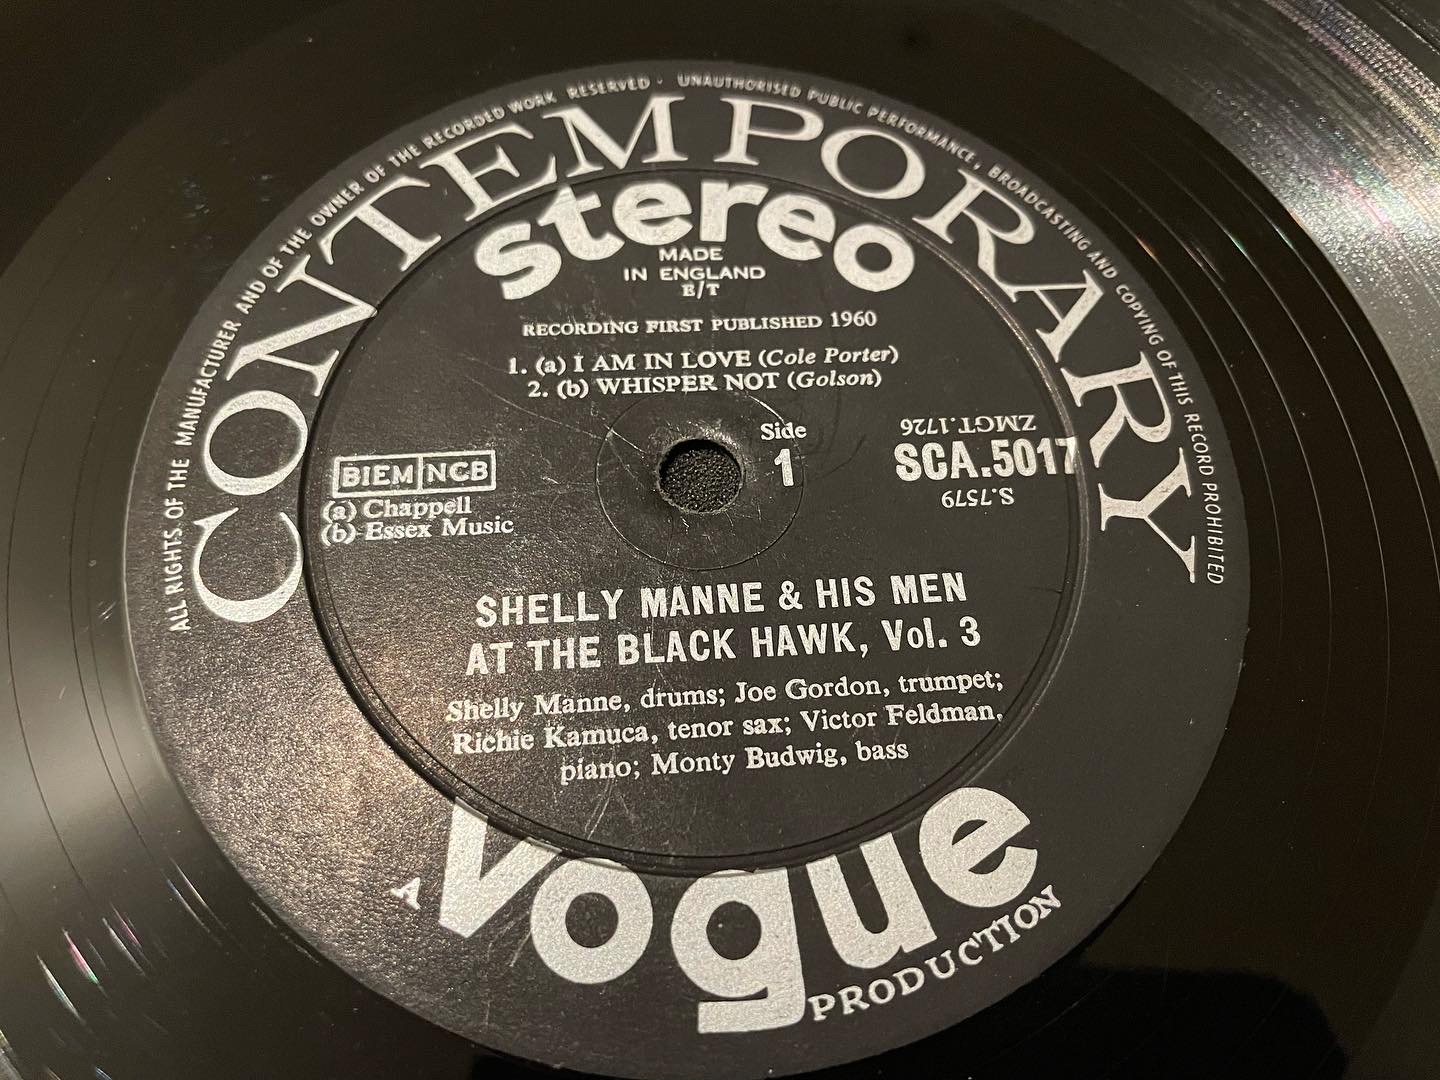 ALL RIGHTS OF THE MANUFACTURER AND OF THE OWNER OF THE RECORDED WORK RESERVED · UNAUTHORISED PUBLIC PERFORMANCE, BROADCASTING AND COPYING OF THIS RECORD PROHIBITED
CONTEMPORARY
stereo
MADE
IN ENGLAND
E/T
RECORDING FIRST PUBLISHED 1960
1. (a) I AM IN LOVE (Cole Porter)
2. (b) WHISPER NOT (Golson)
BIEM NCB
(a) Chappell
(b) Essex Music
Side
1
ZMGT.1726
SCA.5017
S.7579
SHELLY MANNE & HIS MEN
AT THE BLACK HAWK, Vol. 3
Shelly Manne, drums; Joe Gordon, trumpet;
Richie Kamuca, tenor sax; Victor Feldman,
piano; Monty Budwig, bass
A vogue PRODUCTION